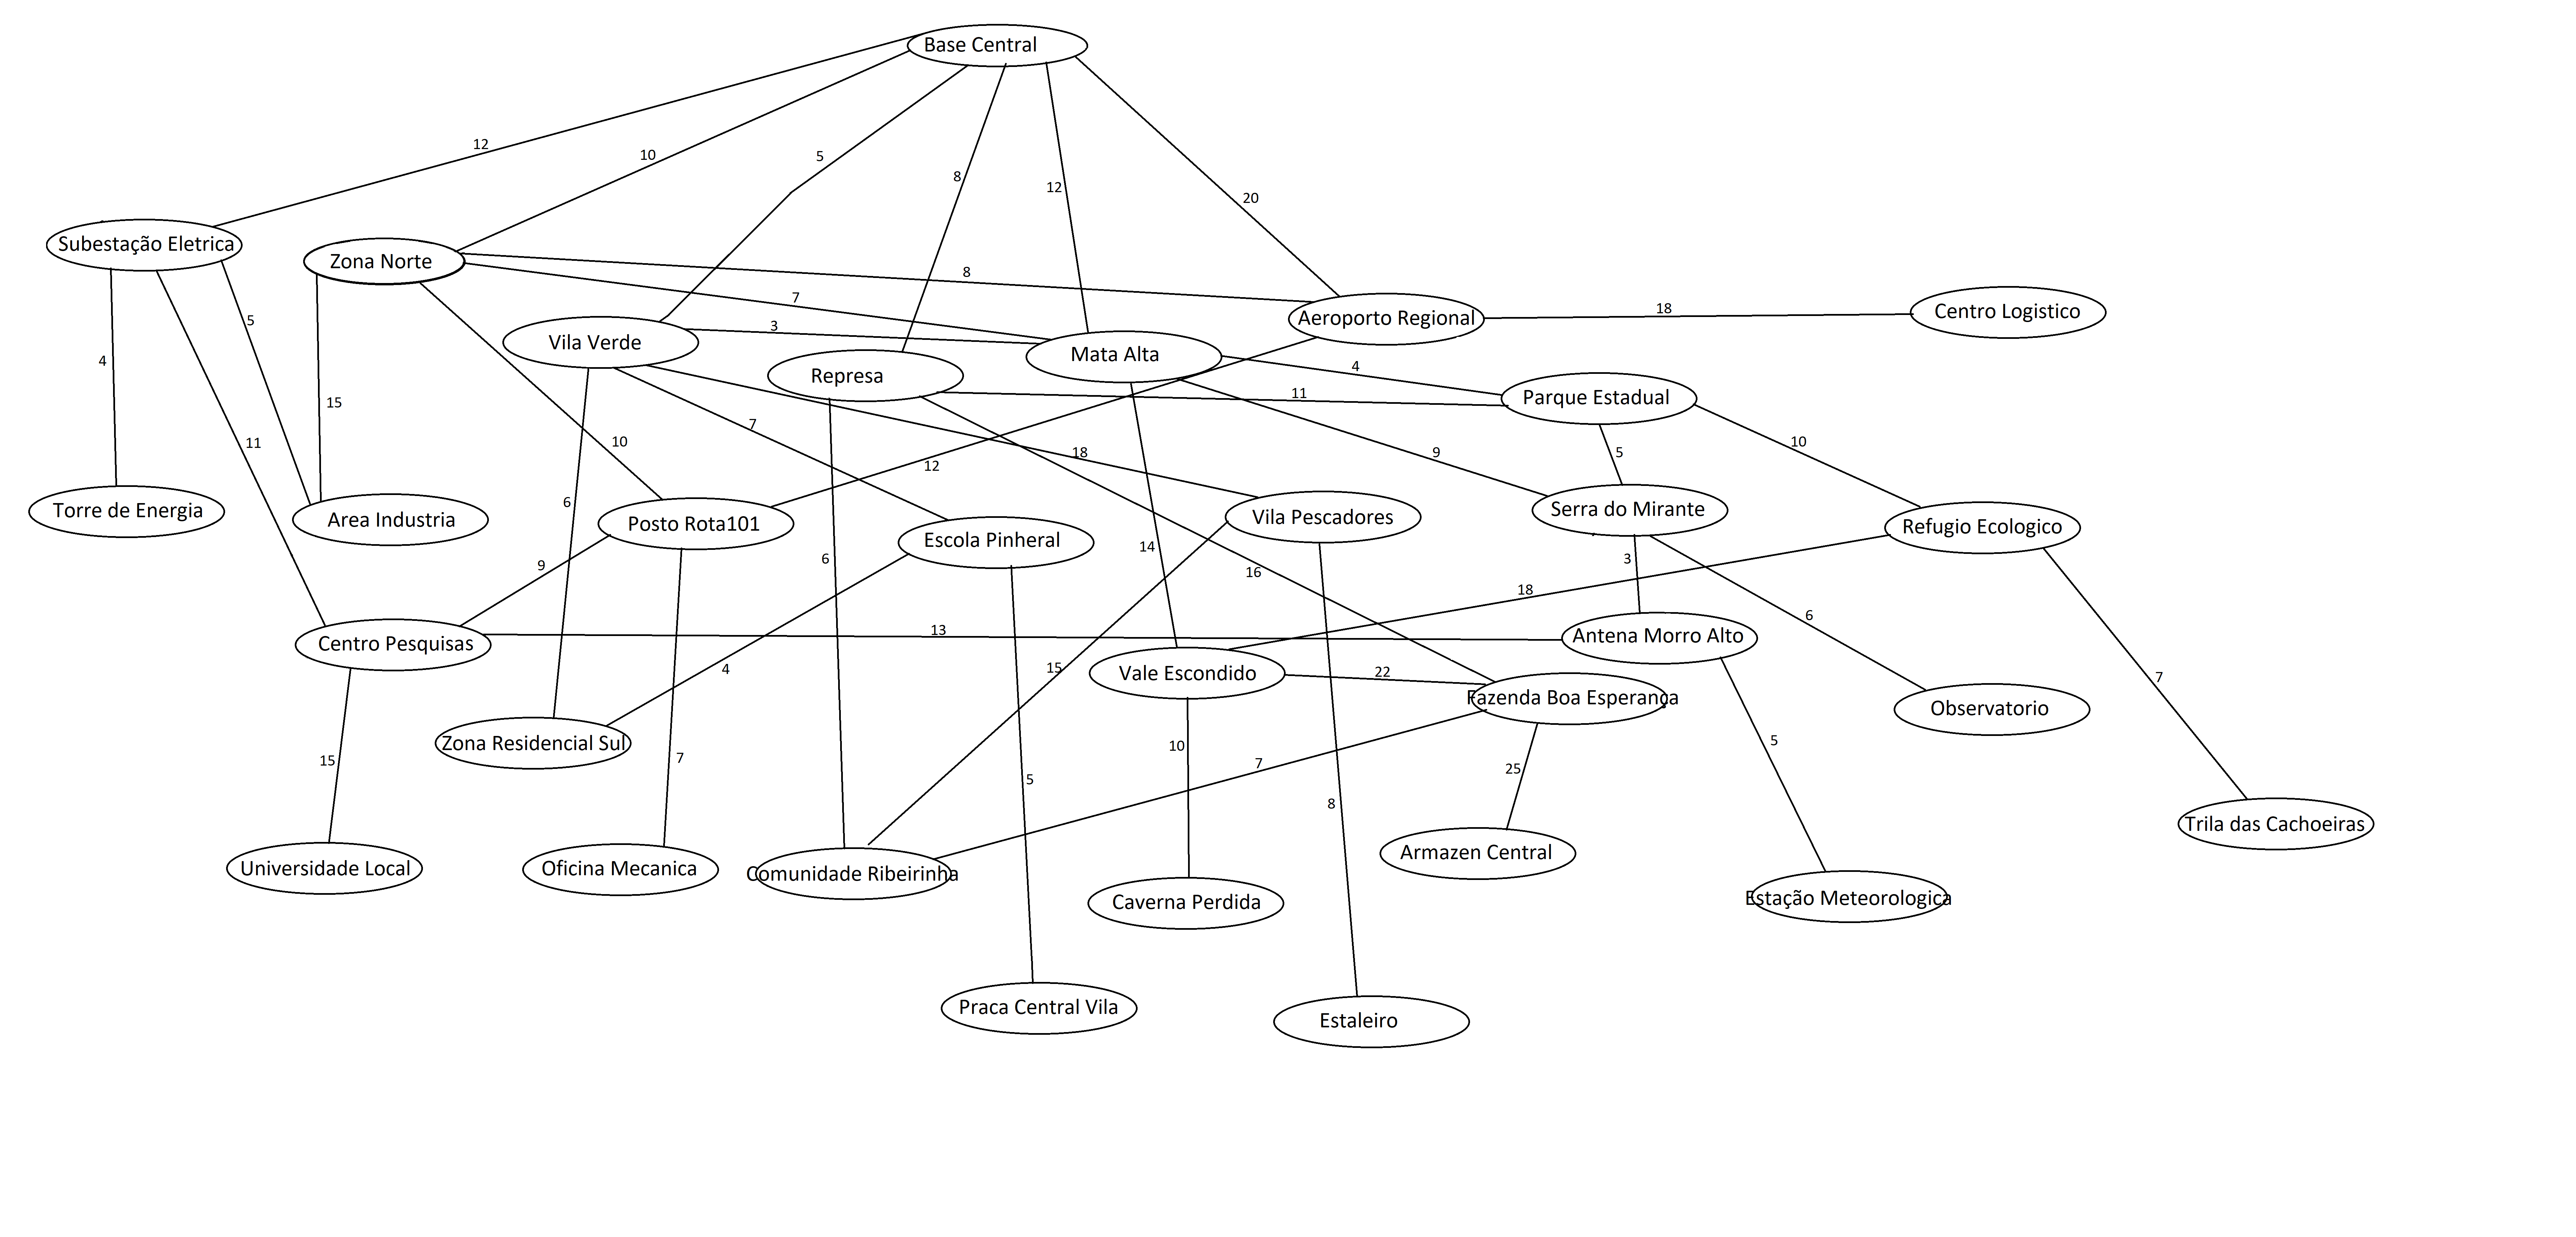 Base Central
12
10
5
8
12
20
Subestação Eletrica
Zona Norte
8
7
3
Vila Verde
Represa
Mata Alta
Aeroporto Regional
18
Centro Logistico
4
5
15
4
11
Parque Estadual
11
10
7
18
12
9
5
10
Torre de Energia
Area Industria
Posto Rota101
6
Escola Pinheral
Vila Pescadores
Serra do Mirante
Refugio Ecologico
9
6
14
16
3
18
6
Centro Pesquisas
13
Antena Morro Alto
4
15
Vale Escondido
22
Fazenda Boa Esperança
Observatorio
7
Zona Residencial Sul
15
7
5
10
7
8
25
5
Universidade Local
Oficina Mecanica
Comunidade Ribeirinha
Caverna Perdida
Armazen Central
Estação Meteorologica
Trila das Cachoeiras
Praca Central Vila
Estaleiro